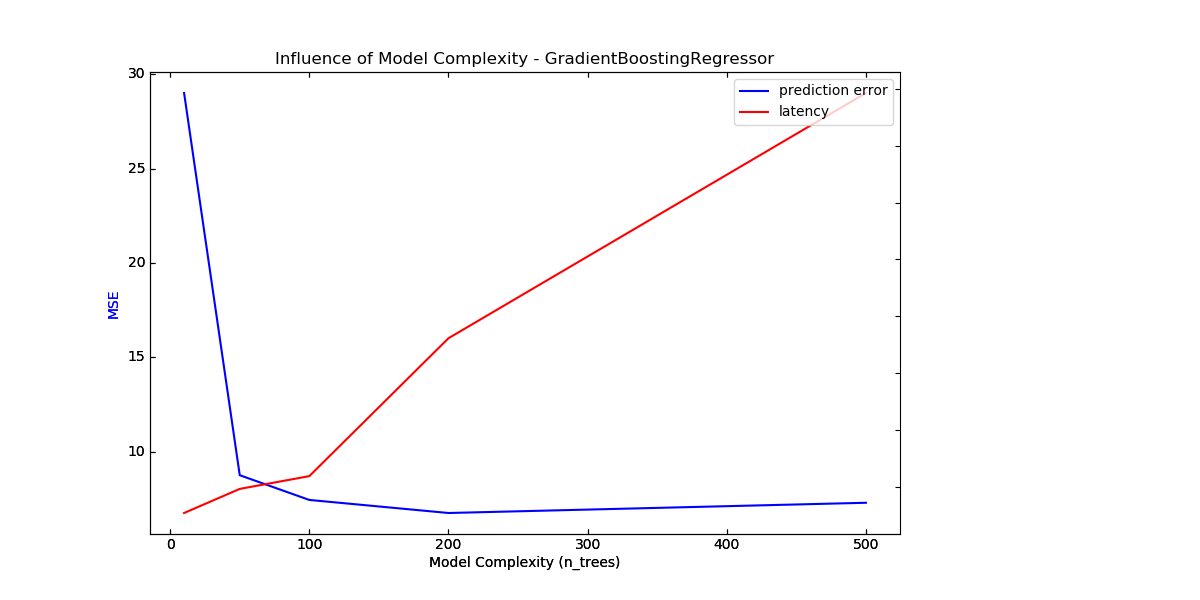 Influence of Model Complexity - GradientBoostingRegressor
prediction error
latency
30
25
20
15
10
MSE
0 100 200 300 400 500
Model Complexity (n_trees)